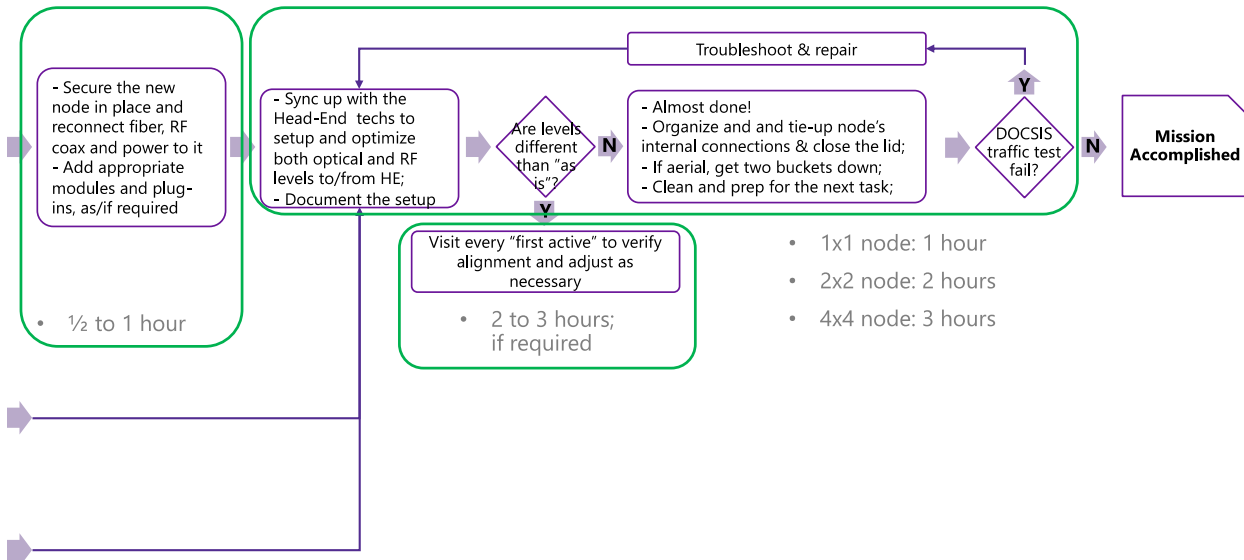 Troubleshoot & repair
- Secure the new
node in place and
reconnect fiber, RF
coax and power to it
- Add appropriate
modules and plug-
ins, as/if required
• ½ to 1 hour
- Sync up with the
Head-End techs to
setup and optimize
both optical and RF
levels to/from HE;
- Document the setup
Are levels
different
than "as
is"?
N
Y
- Almost done!
- Organize and and tie-up node's
internal connections & close the lid;
- If aerial, get two buckets down;
- Clean and prep for the next task;
Y
DOCSIS
traffic test
fail?
N
Mission
Accomplished
Visit every "first active" to verify
alignment and adjust as
necessary
• 2 to 3 hours;
if required
• 1x1 node: 1 hour
• 2x2 node: 2 hours
• 4x4 node: 3 hours